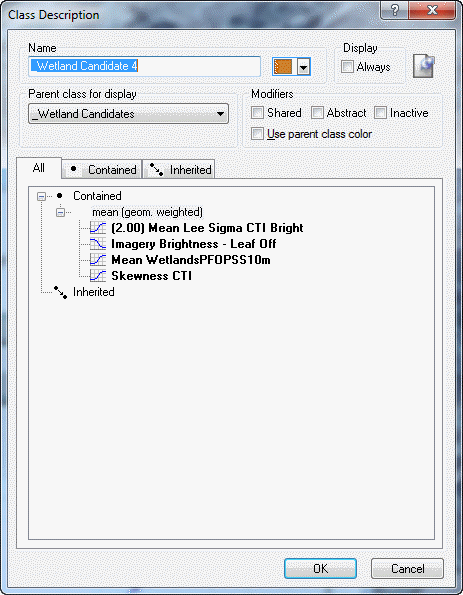 Class Description
?
Name
Display
_Wetland Candidate 4
Always
Parent class for display
Modifiers
_Wetland Candidates
Shared
Abstract
Inactive
Use parent class color
All
Contained
Inherited
Contained
mean (geom. weighted)
(2.00) Mean Lee Sigma CTI Bright
Imagery Brightness - Leaf Off
Mean WetlandsPFOPSS10m
Skewness CTI
Inherited
OK
Cancel